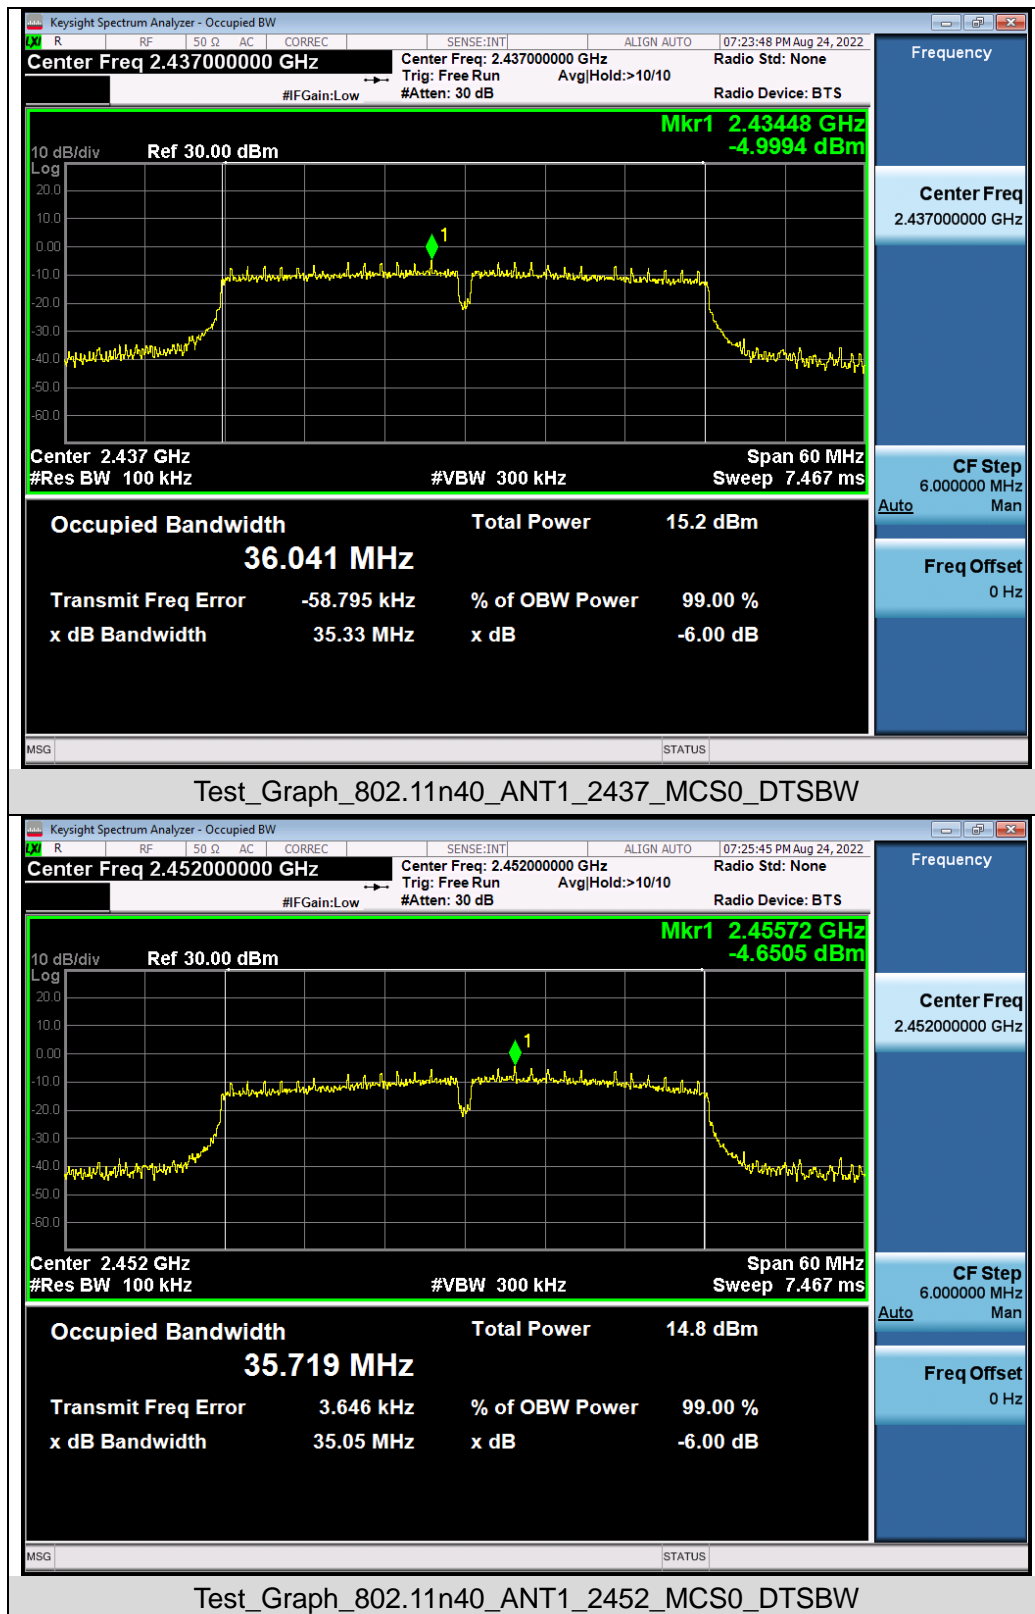 Keysight Spectrum Analyzer - Occupied BW
LXI R RF 50 Ω AC CORREC SENSE:INT ALIGN AUTO 07:23:48 PM Aug 24, 2022
Center Freq 2.437000000 GHz Center Freq: 2.437000000 GHz Radio Std: None Frequency
Trig: Free Run Avg|Hold:>10/10
#IFGain:Low #Atten: 30 dB Radio Device: BTS
Mkr1 2.43448 GHz
10 dB/div Ref 30.00 dBm -4.9994 dBm
Log
20.0
10.0
0.00
-10.0
-20.0
-30.0
-40.0
-50.0
-60.0
1
Center Freq
2.437000000 GHz
Center 2.437 GHz Span 60 MHz
#Res BW 100 kHz #VBW 300 kHz Sweep 7.467 ms
CF Step
6.000000 MHz
Auto Man
Occupied Bandwidth Total Power 15.2 dBm
36.041 MHz
Freq Offset
0 Hz
Transmit Freq Error -58.795 kHz % of OBW Power 99.00 %
x dB Bandwidth 35.33 MHz x dB -6.00 dB
MSG STATUS
Test_Graph_802.11n40_ANT1_2437_MCS0_DTSBW
Keysight Spectrum Analyzer - Occupied BW
LXI R RF 50 Ω AC CORREC SENSE:INT ALIGN AUTO 07:25:45 PM Aug 24, 2022
Center Freq 2.452000000 GHz Center Freq: 2.452000000 GHz Radio Std: None Frequency
Trig: Free Run Avg|Hold:>10/10
#IFGain:Low #Atten: 30 dB Radio Device: BTS
Mkr1 2.45572 GHz
10 dB/div Ref 30.00 dBm -4.6505 dBm
Log
20.0
10.0
0.00
-10.0
-20.0
-30.0
-40.0
-50.0
-60.0
1
Center Freq
2.452000000 GHz
Center 2.452 GHz Span 60 MHz
#Res BW 100 kHz #VBW 300 kHz Sweep 7.467 ms
CF Step
6.000000 MHz
Auto Man
Occupied Bandwidth Total Power 14.8 dBm
35.719 MHz
Freq Offset
0 Hz
Transmit Freq Error 3.646 kHz % of OBW Power 99.00 %
x dB Bandwidth 35.05 MHz x dB -6.00 dB
MSG STATUS
Test_Graph_802.11n40_ANT1_2452_MCS0_DTSBW